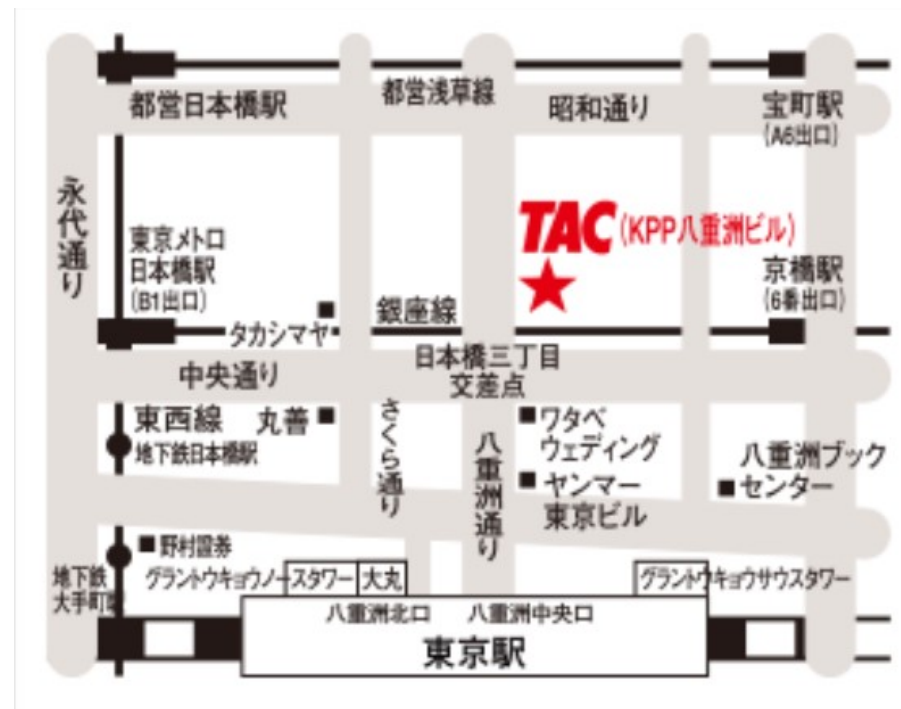 都営日本橋駅
都営浅草線
昭和通り
宝町駅
(A6出口)
永代通り
東京メトロ
日本橋駅
(B1出口)
TAC(KPP八重洲ビル)
京橋駅
(6番出口)
タカシマヤ
銀座線
中央通り
日本橋三丁目
交差点
東西線
丸善
地下鉄日本橋駅
さくら通り
八重洲通り
ワタベ
ウェディング
ヤンマー
東京ビル
八重洲ブック
センター
野村證券
地下鉄
大手町駅
グラントウキョウノースタワー
大丸
グラントウキョウサウスタワー
八重洲北口
八重洲中央口
東京駅